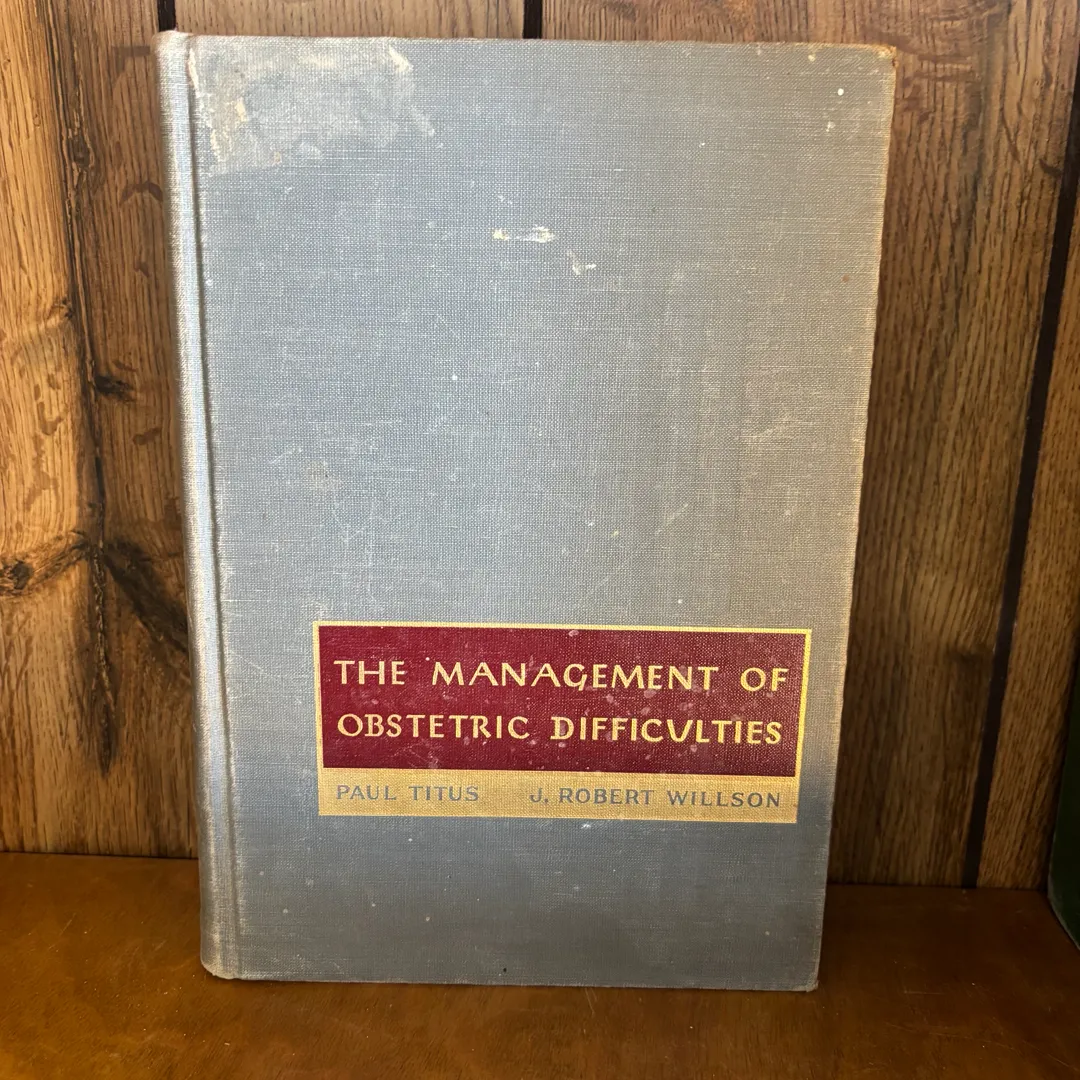 THE MANAGEMENT OF
OBSTETRIC DIFFICULTIES
PAUL TITUS J. ROBERT WILLSON